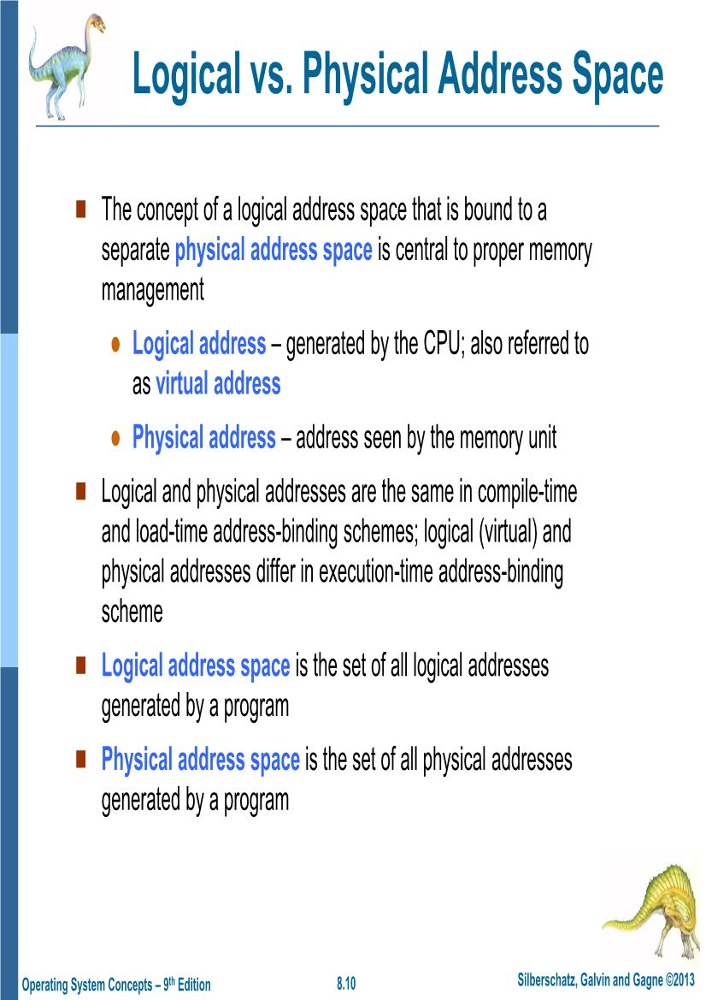 Logical vs. Physical Address Space
The concept of a logical address space that is bound to a
separate physical address space is central to proper memory
management
Logical address – generated by the CPU; also referred to
as virtual address
Physical address – address seen by the memory unit
Logical and physical addresses are the same in compile-time
and load-time address-binding schemes; logical (virtual) and
physical addresses differ in execution-time address-binding
scheme
Logical address space is the set of all logical addresses
generated by a program
Physical address space is the set of all physical addresses
generated by a program
Operating System Concepts – 9th Edition
8.10
Silberschatz, Galvin and Gagne ©2013